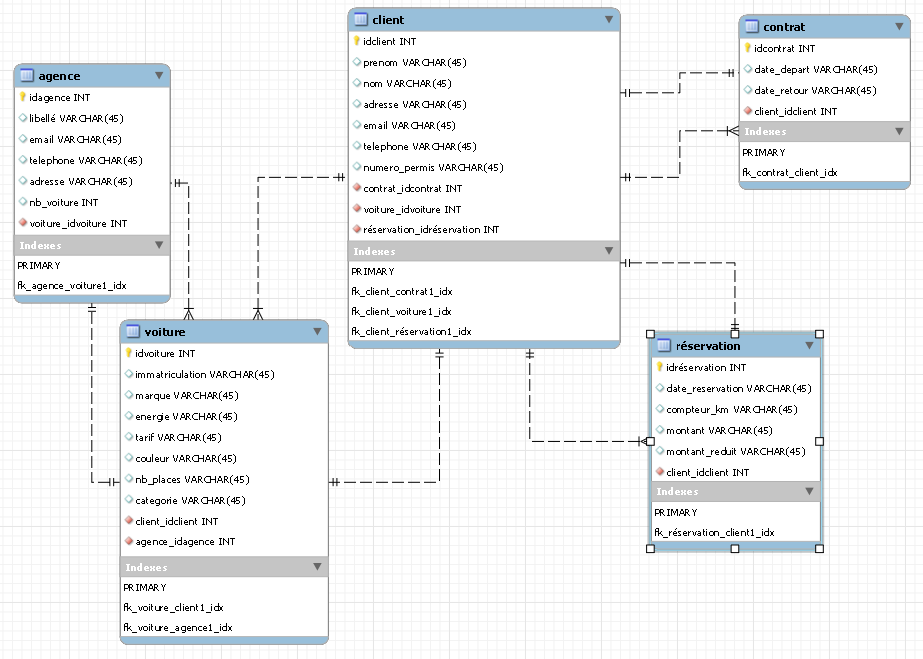 agence
idagence INT
libellé VARCHAR(45)
email VARCHAR(45)
telephone VARCHAR(45)
adresse VARCHAR(45)
nb_voiture INT
voiture_idvoiture INT
Indexes
PRIMARY
fk_agence_voiture1_idx
client
idclient INT
prenom VARCHAR(45)
nom VARCHAR(45)
adresse VARCHAR(45)
email VARCHAR(45)
telephone VARCHAR(45)
numero_permis VARCHAR(45)
contrat_idcontrat INT
voiture_idvoiture INT
réservation_idréservation INT
Indexes
PRIMARY
fk_client_contrat1_idx
fk_client_voiture1_idx
fk_client_réservation1_idx
contrat
idcontrat INT
date_depart VARCHAR(45)
date_retour VARCHAR(45)
client_idclient INT
Indexes
PRIMARY
fk_contrat_client_idx
voiture
idvoiture INT
immatriculation VARCHAR(45)
marque VARCHAR(45)
energie VARCHAR(45)
tarif VARCHAR(45)
couleur VARCHAR(45)
nb_places VARCHAR(45)
categorie VARCHAR(45)
client_idclient INT
agence_idagence INT
Indexes
PRIMARY
fk_voiture_client1_idx
fk_voiture_agence1_idx
réservation
idréservation INT
date_reservation VARCHAR(45)
compteur_km VARCHAR(45)
montant VARCHAR(45)
montant_reduit VARCHAR(45)
client_idclient INT
Indexes
PRIMARY
fk_réservation_client1_idx